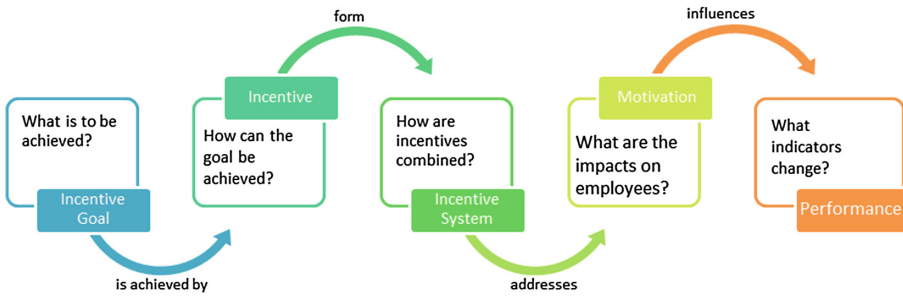 form
influences
Incentive
Motivation
What is to be
achieved?
How can the
goal be
achieved?
How are
incentives
combined?
What are the
impacts on
employees?
What
indicators
change?
Incentive
Goal
Incentive
System
Performance
is achieved by
addresses